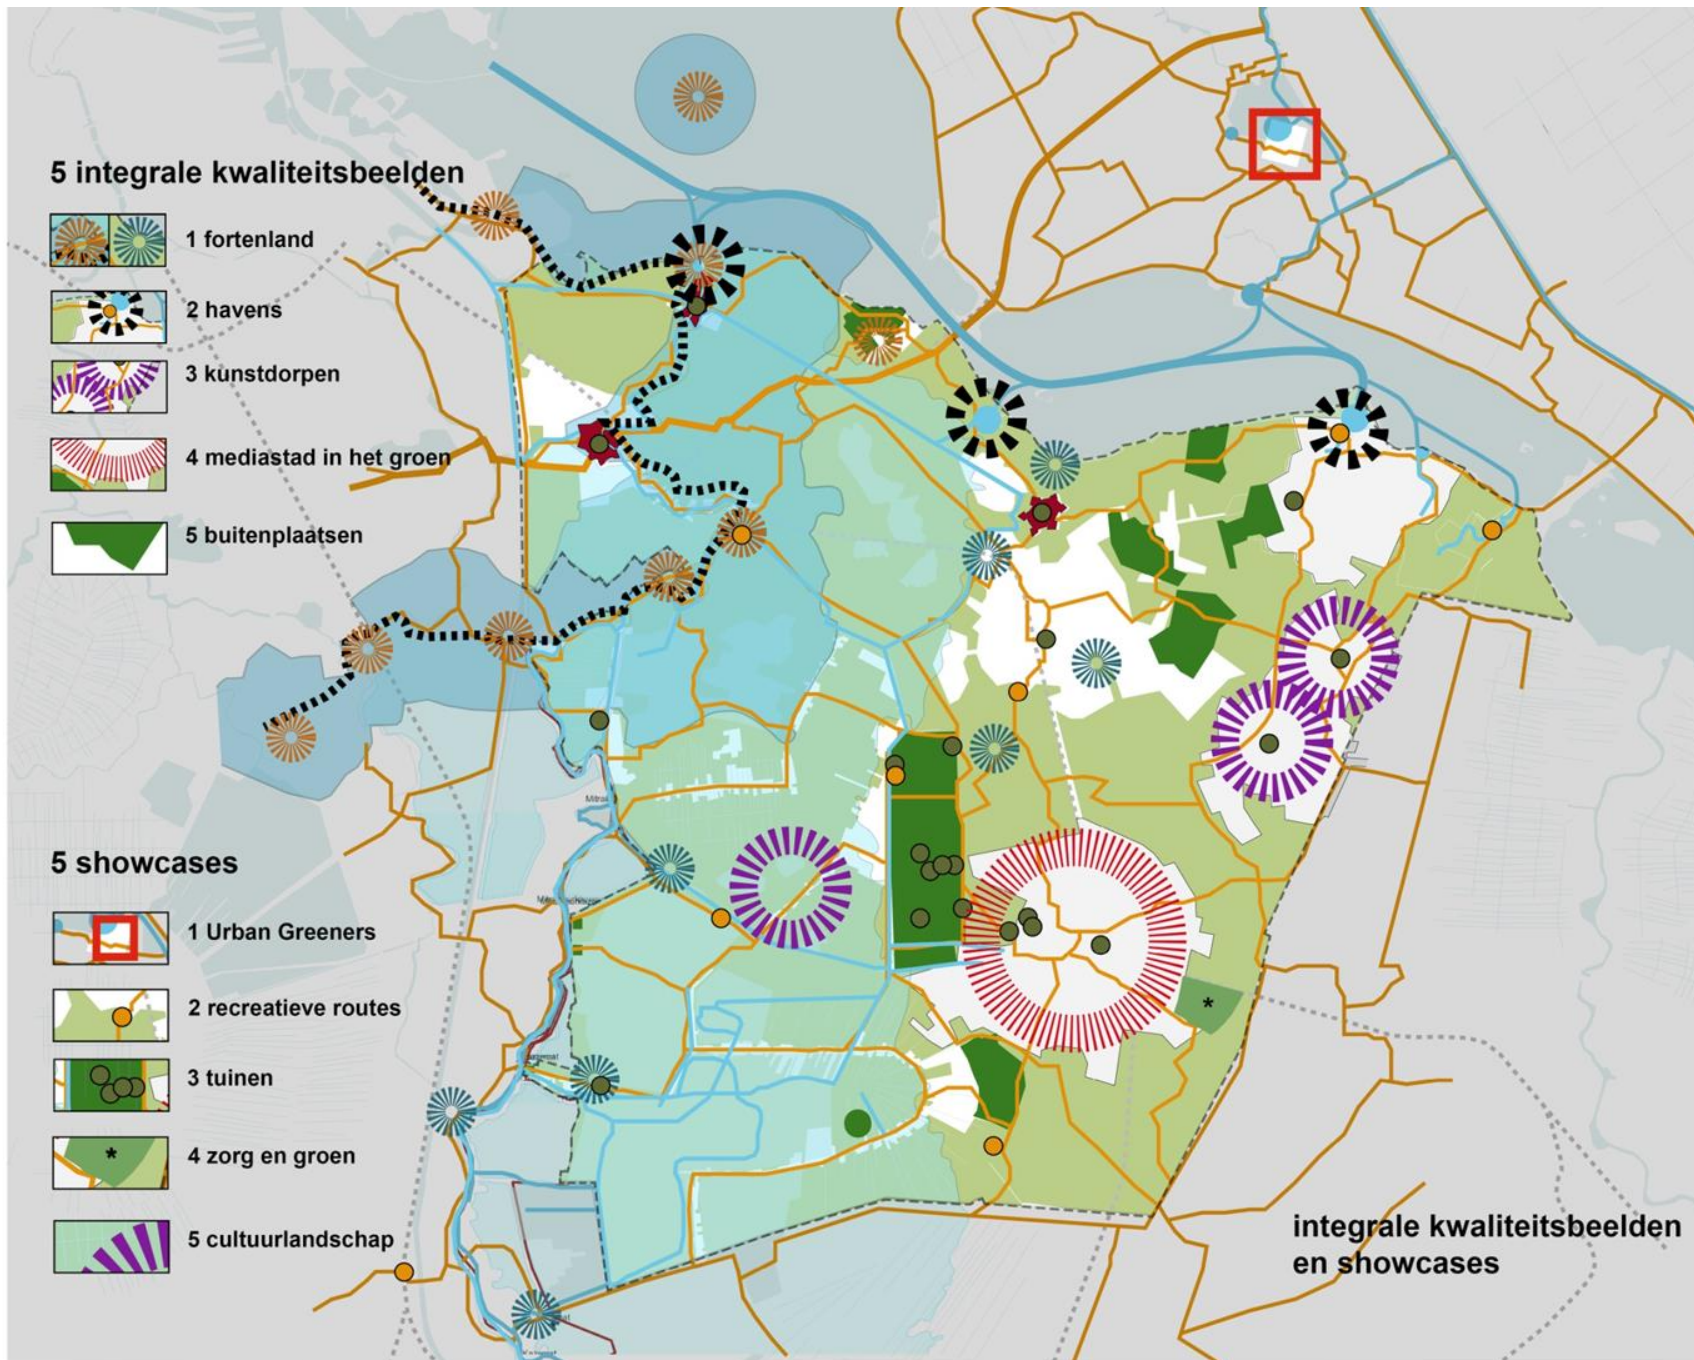 5 integrale kwaliteitsbeelden
1 fortenland
2 havens
3 kunstdorpen
4 mediastad in het groen
5 buitenplaatsen
5 showcases
1 Urban Greeners
2 recreatieve routes
3 tuinen
*
4 zorg en groen
5 cultuurlandschap
*
integrale kwaliteitsbeelden
en showcases